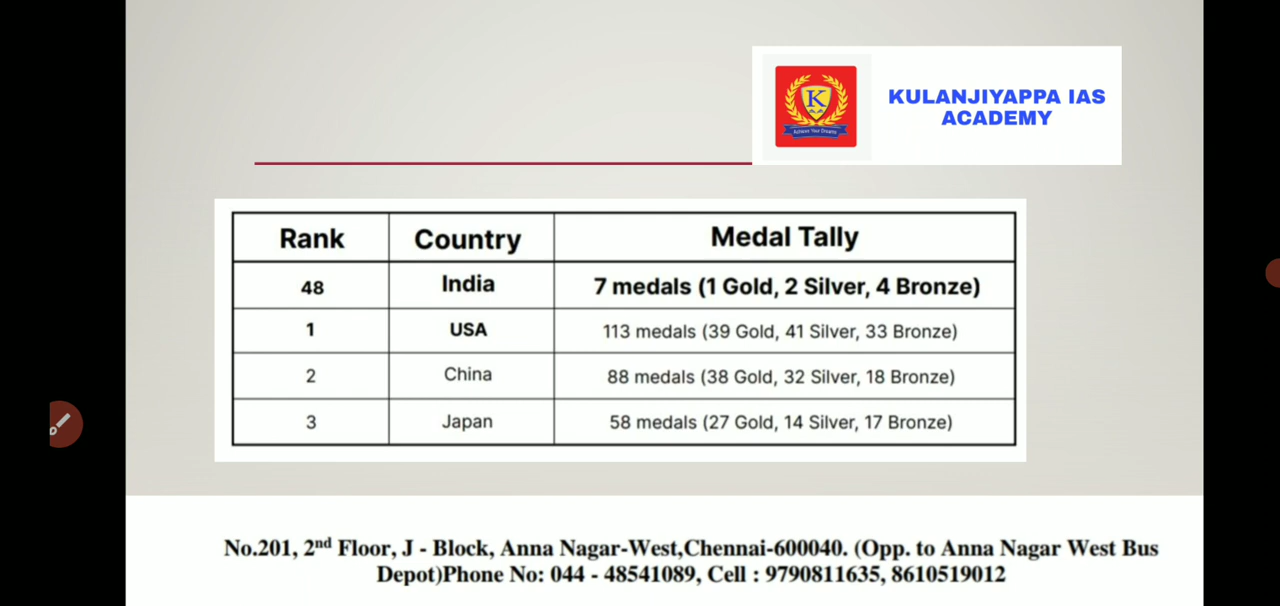 K
Achieve Your Dreams
KULANJIYAPPA IAS
ACADEMY
Rank Country Medal Tally
48 India 7 medals (1 Gold, 2 Silver, 4 Bronze)
1 USA 113 medals (39 Gold, 41 Silver, 33 Bronze)
2 China 88 medals (38 Gold, 32 Silver, 18 Bronze)
3 Japan 58 medals (27 Gold, 14 Silver, 17 Bronze)
No.201, 2nd Floor, J - Block, Anna Nagar-West,Chennai-600040. (Opp. to Anna Nagar West Bus
Depot)Phone No: 044 - 48541089, Cell : 9790811635, 8610519012